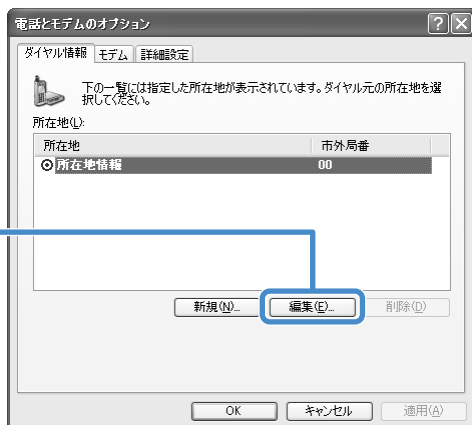 電話とモデムのオプション
ダイヤル情報 モデム 詳細設定
下の一覧には指定した所在地が表示されています。ダイヤル元の所在地を選
択してください。
所在地(L):
所在地 市外局番
所在地情報 00
新規(N)... 編集(E)... 削除(D)
OK キャンセル 適用(A)